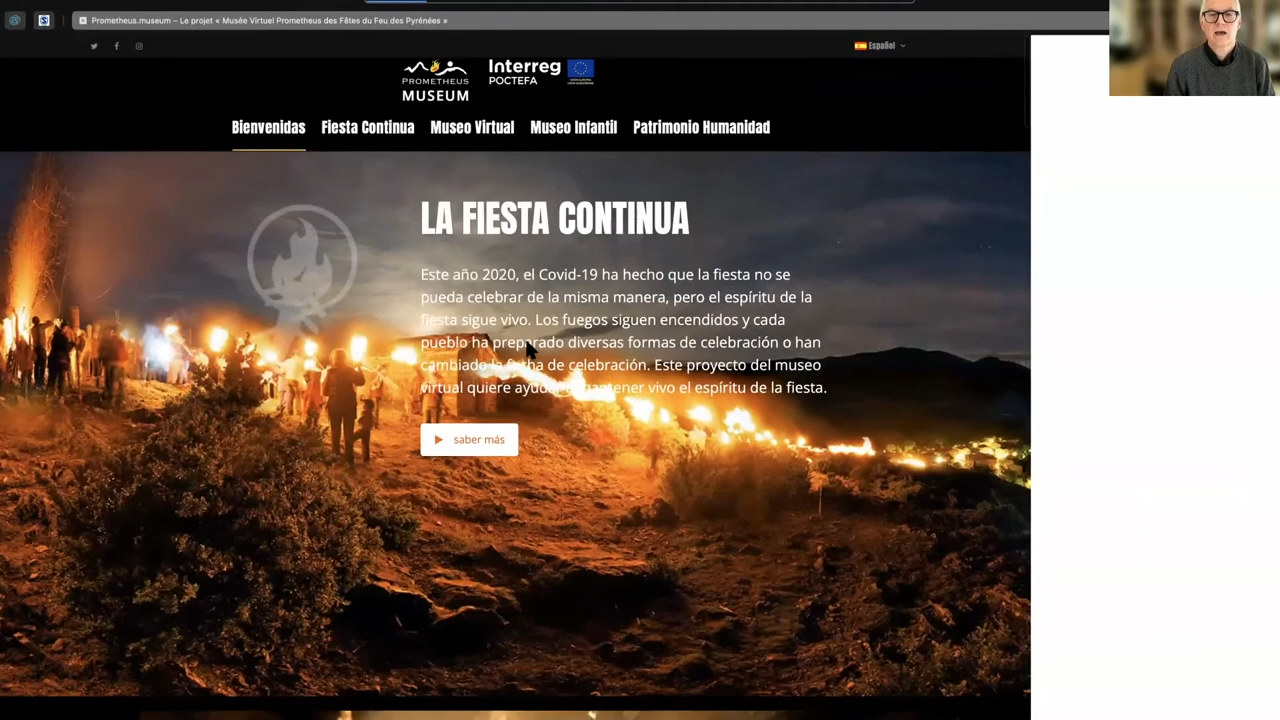 Prometheus.museum – Le projet « Musée Virtuel Prometheus des Fêtes du Feu des Pyrénées »
Español
PROMETHEUS
MUSEUM
Interreg
POCTEFA
Bienvenidas Fiesta Continua Museo Virtual Museo Infantil Patrimonio Humanidad
LA FIESTA CONTINUA
Este año 2020, el Covid-19 ha hecho que la fiesta no se
pueda celebrar de la misma manera, pero el espíritu de la
fiesta sigue vivo. Los fuegos siguen encendidos y cada
pueblo ha preparado diversas formas de celebración o han
cambiado la fecha de celebración. Este proyecto del museo
virtual quiere ayudar a mantener vivo el espíritu de la fiesta.
saber más